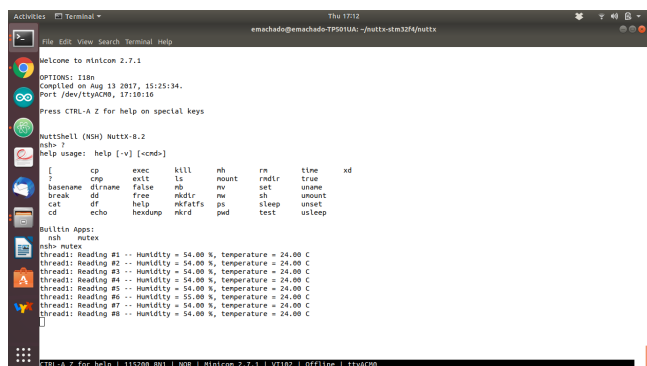 Activities Terminal Thu 17:12
emachado@emachado-TP501UA: ~/nuttx-stm32f4/nuttx
File Edit View Search Terminal Help
Welcome to minicom 2.7.1
OPTIONS: I18n
Compiled on Aug 13 2017, 15:25:34.
Port /dev/ttyACM0, 17:10:16
Press CTRL-A Z for help on special keys
NuttShell (NSH) NuttX-8.2
nsh> ?
help usage: help [-v] [<cmd>]
[ cp exec kill mh rm time xd
? cmp exit ls mount rmdir true
basename dirname false mb mv set uname
break dd free mkdir mw sh umount
cat df help mkfatfs ps sleep unset
cd echo hexdump mkrd pwd test usleep
Builtin Apps:
nsh mutex
nsh> mutex
thread1: Reading #1 -- Humidity = 54.00 %, temperature = 24.00 C
thread1: Reading #2 -- Humidity = 54.00 %, temperature = 24.00 C
thread1: Reading #3 -- Humidity = 54.00 %, temperature = 24.00 C
thread1: Reading #4 -- Humidity = 54.00 %, temperature = 24.00 C
thread1: Reading #5 -- Humidity = 54.00 %, temperature = 24.00 C
thread1: Reading #6 -- Humidity = 55.00 %, temperature = 24.00 C
thread1: Reading #7 -- Humidity = 54.00 %, temperature = 24.00 C
thread1: Reading #8 -- Humidity = 54.00 %, temperature = 24.00 C
CTRL-A Z for help | 115200 8N1 | NOR | Minicom 2.7.1 | VT102 | Offline | ttyACM0